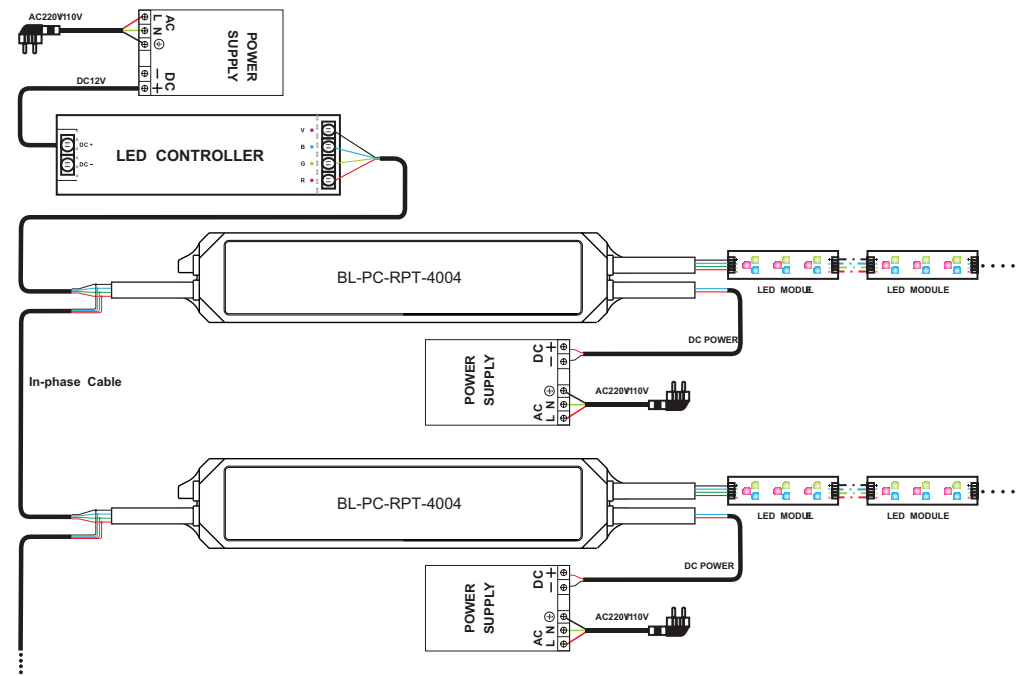 AC220V/110V
L
N
AC
DC
POWER
SUPPLY
DC12V
DC +
DC −
LED CONTROLLER
V
B
G
R
BL-PC-RPT-4004
LED MODULE
LED MODULE
DC POWER
POWER
SUPPLY
DC
AC
L N
AC220V/110V
In-phase Cable
BL-PC-RPT-4004
LED MODULE
LED MODULE
DC POWER
POWER
SUPPLY
DC
AC
L N
AC220V/110V